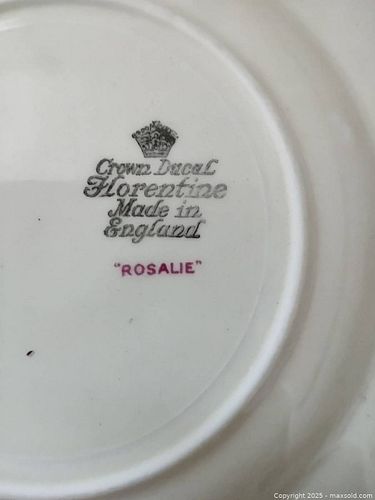 Crown Ducal
Florentine
Made in
England
"ROSALIE"
Copyright 2025 - maxsold.com